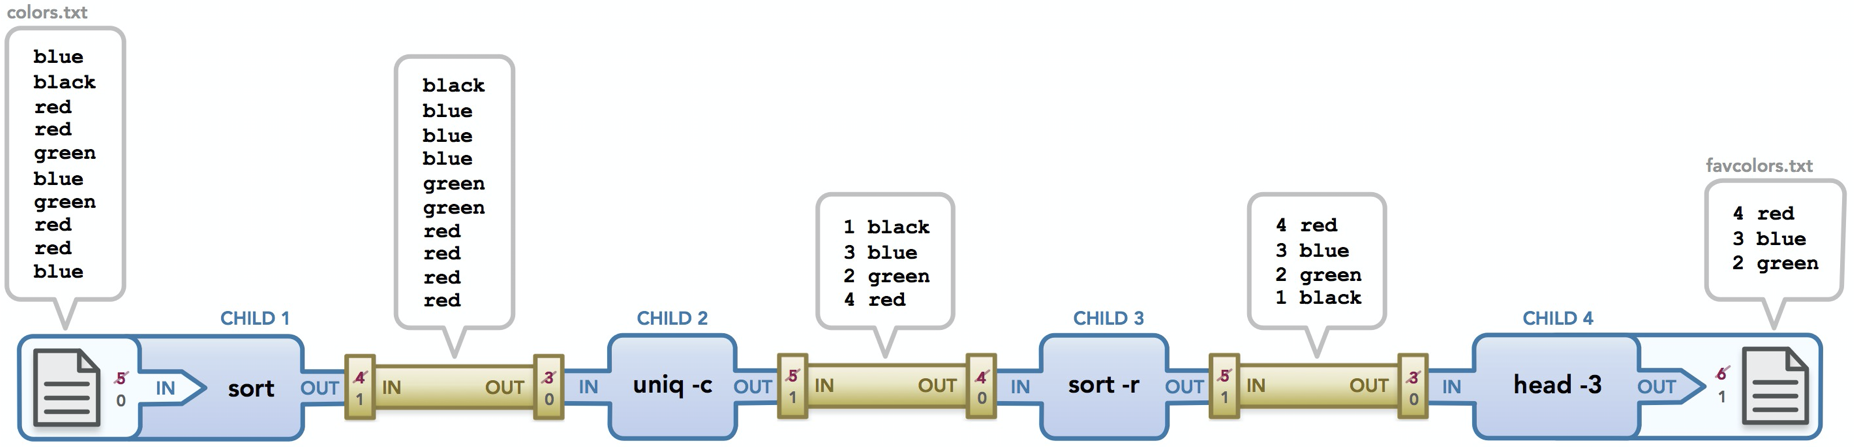 colors.txt
blue
black
red
red
green
blue
green
red
red
blue
black
blue
blue
blue
green
green
red
red
red
red
1 black
3 blue
2 green
4 red
4 red
3 blue
2 green
1 black
favcolors.txt
4 red
3 blue
2 green
CHILD 1
CHILD 2
CHILD 3
CHILD 4
5 IN sort OUT 4 IN OUT 3 IN uniq -c OUT 5 IN OUT 4 IN sort -r OUT 5 IN OUT 3 IN head -3 OUT 6
0 1 0 1 0 1 0 1